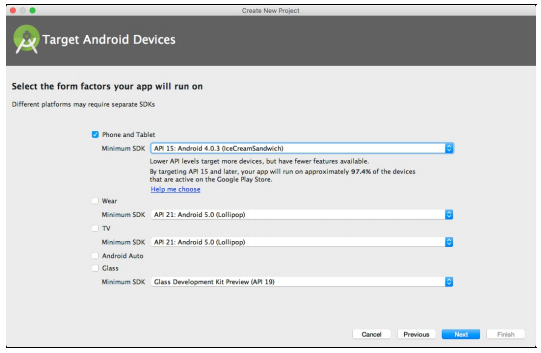 Create New Project
Target Android Devices
Select the form factors your app will run on
Different platforms may require separate SDKs
Phone and Tablet
Minimum SDK API 15: Android 4.0.3 (IceCreamSandwich)
Lower API levels target more devices, but have fewer features available.
By targeting API 15 and later, your app will run on approximately 97.4% of the devices
that are active on the Google Play Store.
Help me choose
Wear
Minimum SDK API 21: Android 5.0 (Lollipop)
TV
Minimum SDK API 21: Android 5.0 (Lollipop)
Android Auto
Glass
Minimum SDK Glass Development Kit Preview (API 19)
Cancel Previous Next Finish